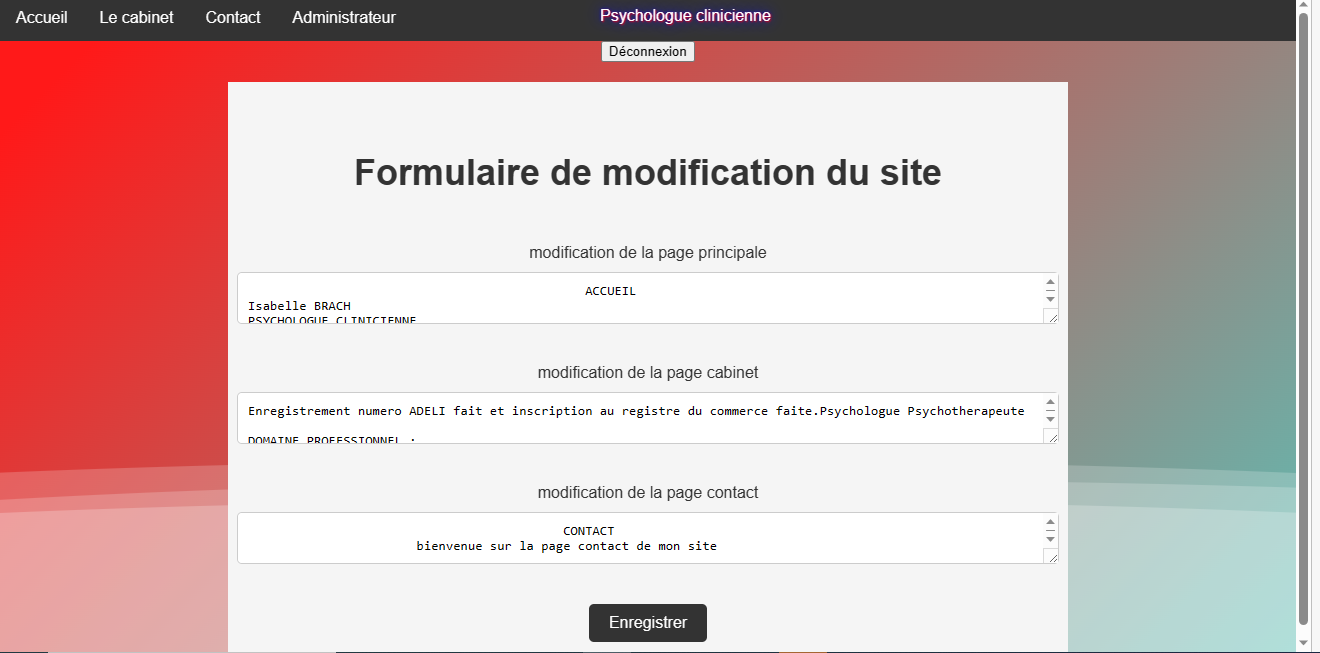 Accueil Le cabinet Contact Administrateur Psychologue clinicienne
Déconnexion
Formulaire de modification du site
modification de la page principale
ACCUEIL
Isabelle BRACH
PSYCHOLOGUE CLINICIENNE
modification de la page cabinet
Enregistrement numero ADELI fait et inscription au registre du commerce faite.Psychologue Psychotherapeute
DOMAINE PROFESSIONNEL :
modification de la page contact
CONTACT
bienvenue sur la page contact de mon site
Enregistrer